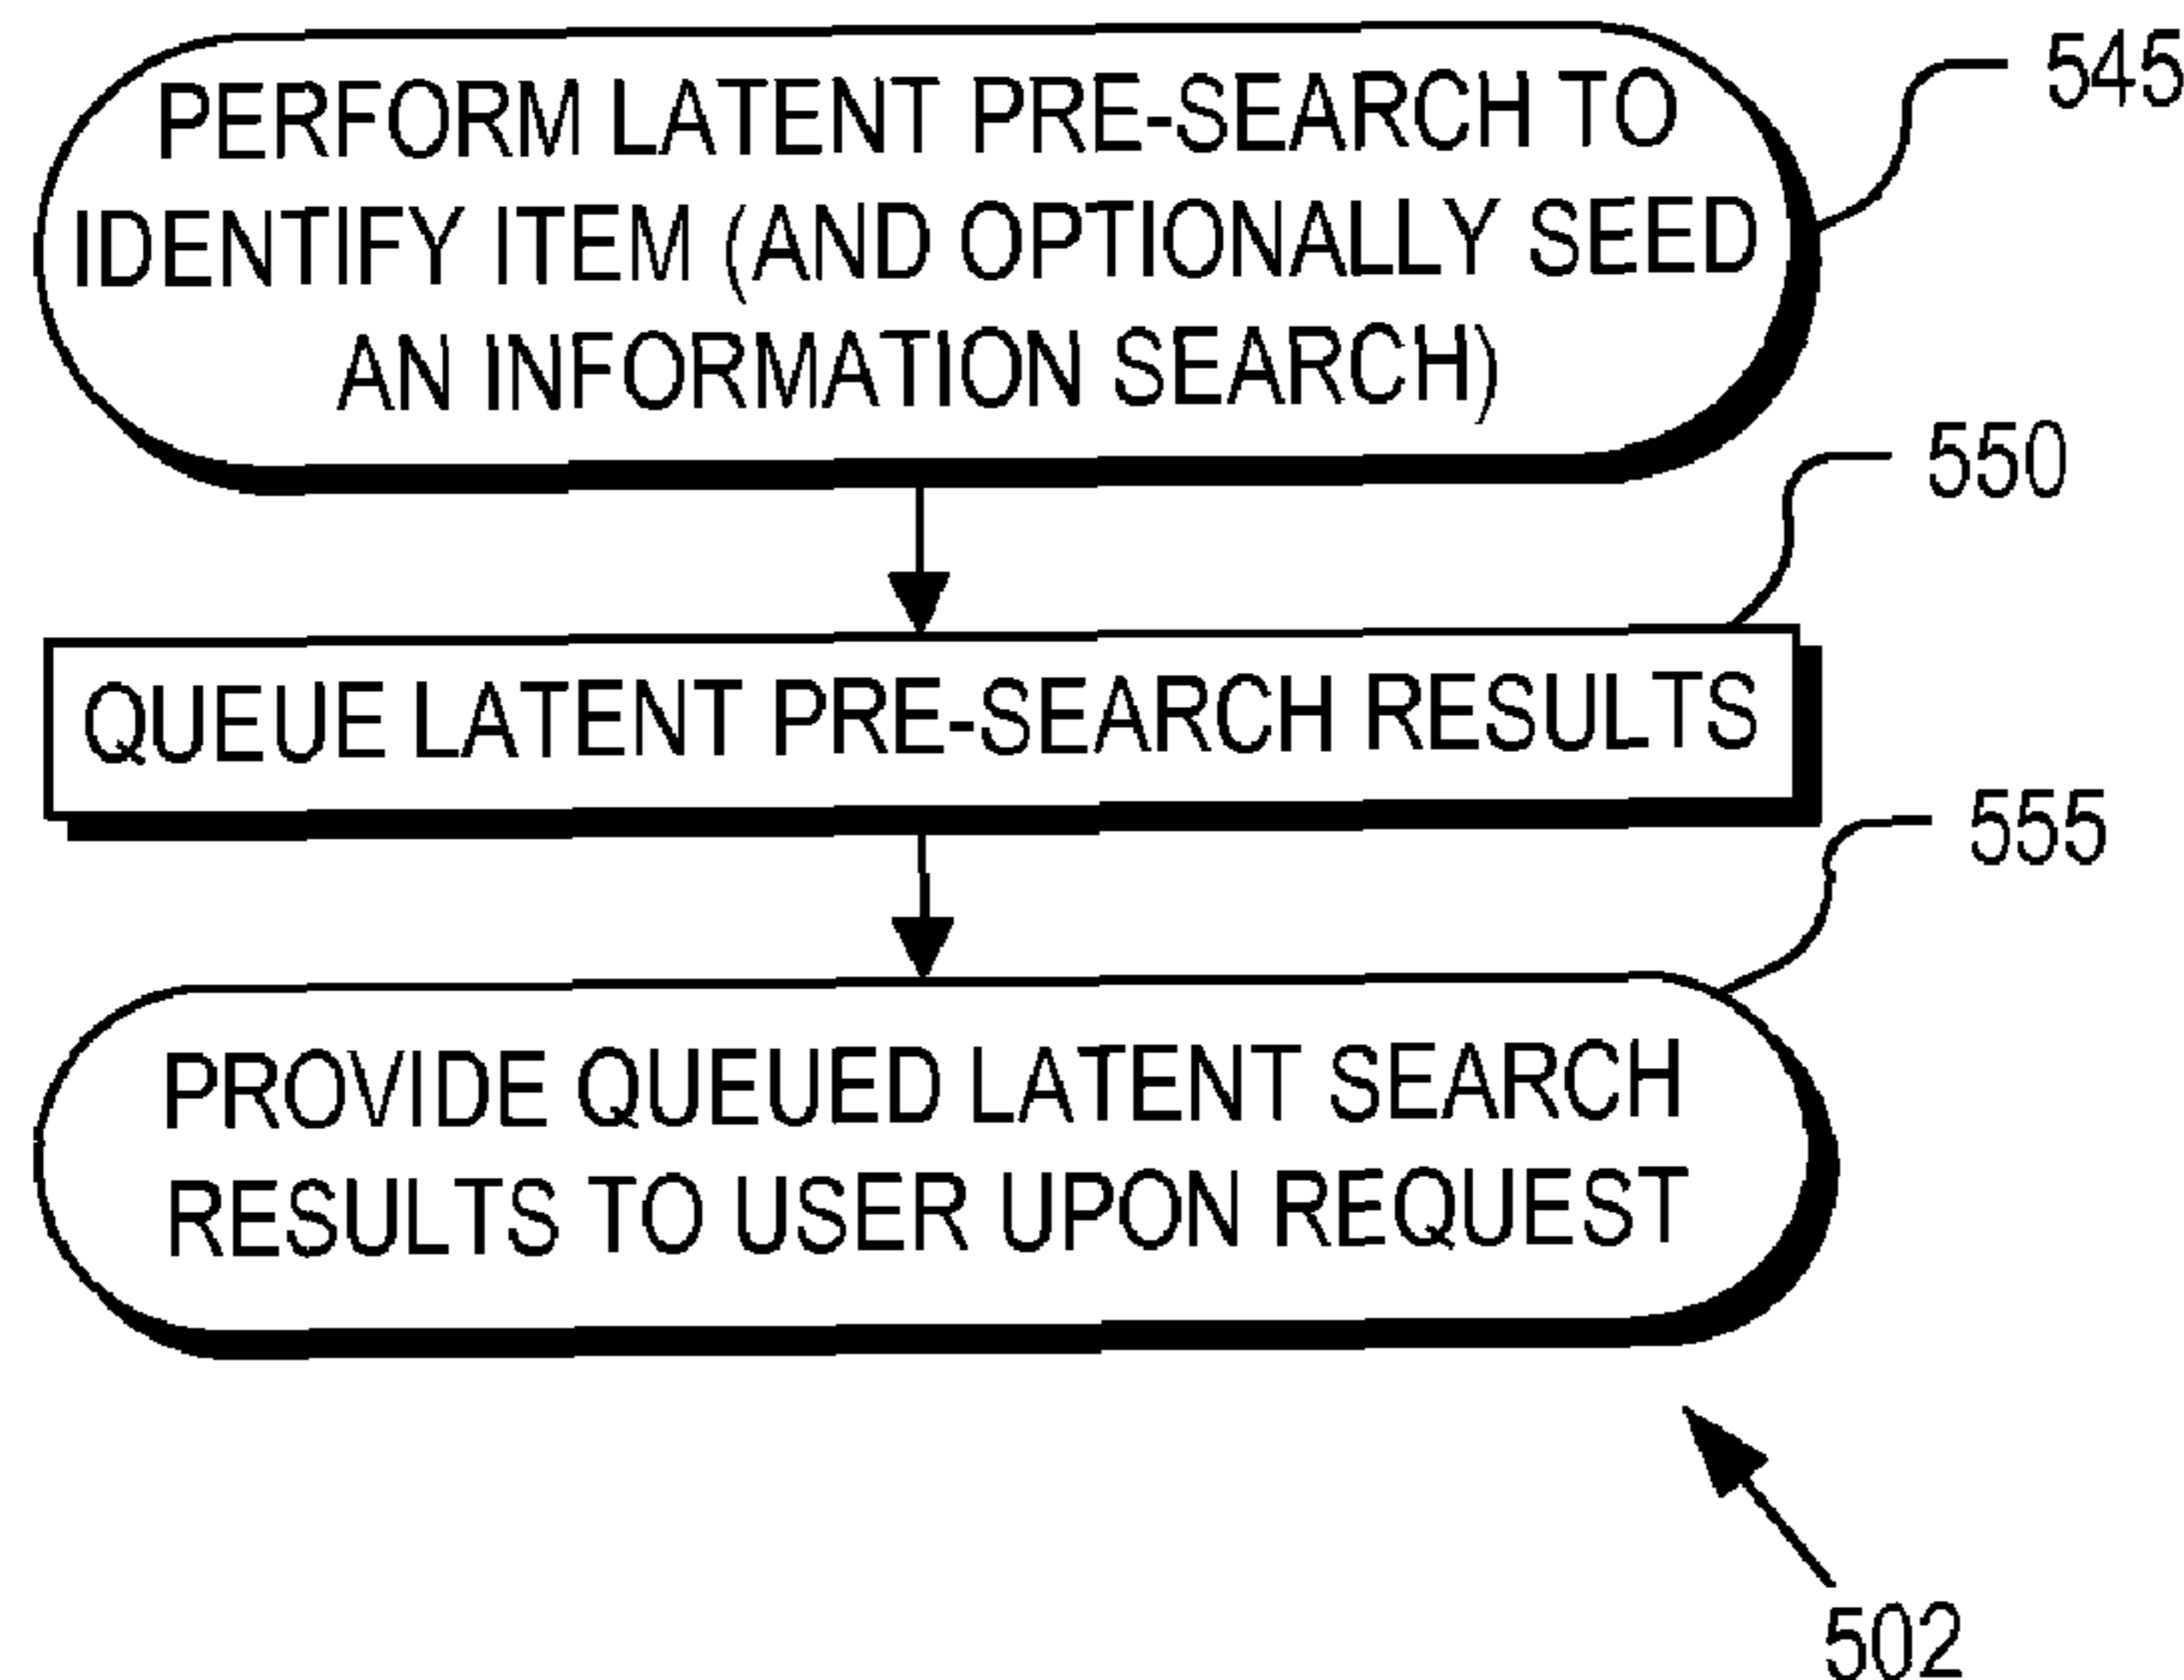 PERFORM LATENT PRE-SEARCH TO
IDENTIFY ITEM (AND OPTIONALLY SEED
AN INFORMATION SEARCH)
545
550
QUEUE LATENT PRE-SEARCH RESULTS
555
PROVIDE QUEUED LATENT SEARCH
RESULTS TO USER UPON REQUEST
502